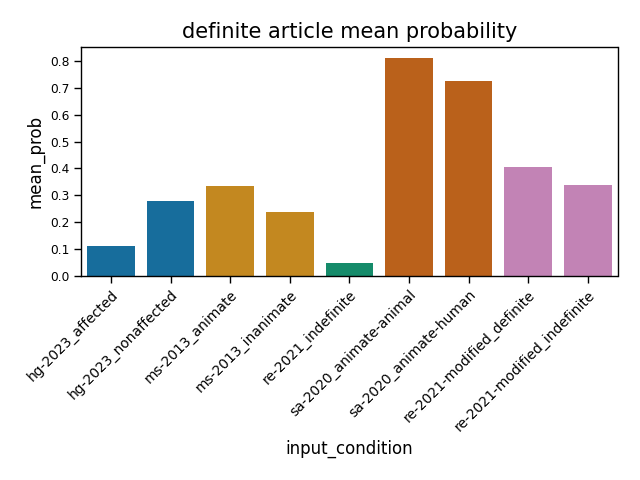 definite article mean probability
mean_prob
0.8
0.7
0.6
0.5
0.4
0.3
0.2
0.1
0.0
hg-2023_affected
hg-2023_nonaffected
ms-2013_animate
ms-2013_inanimate
re-2021_indefinite
sa-2020_animate-animal
sa-2020_animate-human
re-2021-modified_definite
re-2021-modified_indefinite
input_condition